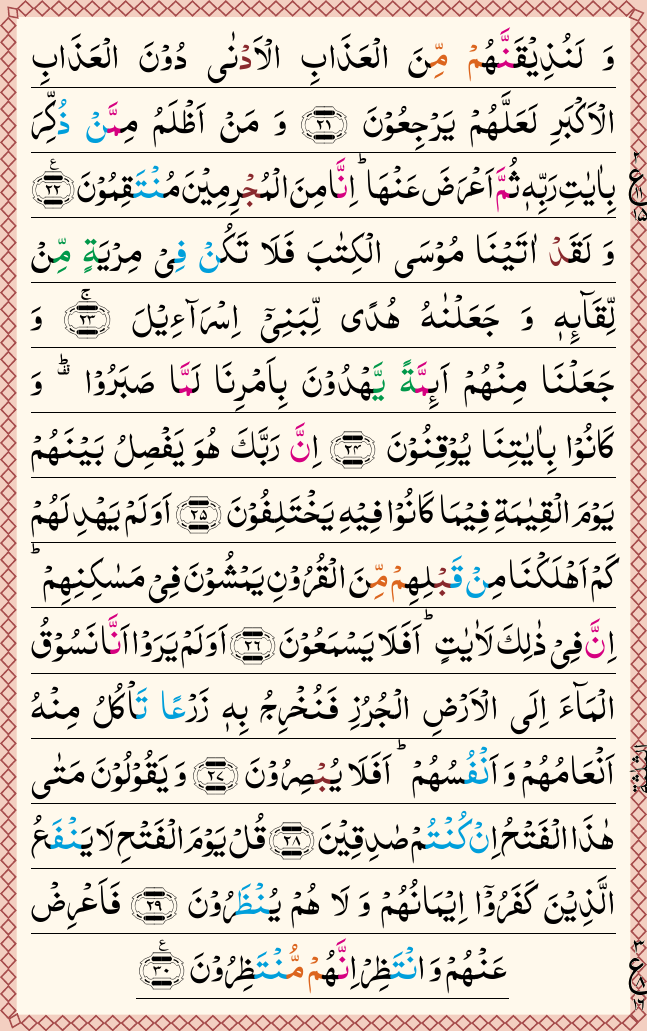 وَ لَنُذِیْقَنَّهُمْ مِّنَ الْعَذَابِ الْاَدْنٰی دُوْنَ الْعَذَابِ
الْاَكْبَرِ لَعَلَّهُمْ یَرْجِعُوْنَ ﴿۲۱﴾ وَ مَنْ اَظْلَمُ مِمَّنْ ذُكِّرَ
بِاٰیٰتِ رَبِّهٖ ثُمَّ اَعْرَضَ عَنْهَا ؕ اِنَّا مِنَ الْمُجْرِمِیْنَ مُنْتَقِمُوْنَ ﴿۲۲﴾ ع
وَ لَقَدْ اٰتَیْنَا مُوْسَی الْكِتٰبَ فَلَا تَكُنْ فِیْ مِرْیَةٍ مِّنْ
لِّقَآىِٕهٖ وَ جَعَلْنٰهُ هُدًی لِّبَنِیْۤ اِسْرَآءِیْلَ ﴿۲۳﴾ ۚ وَ
جَعَلْنَا مِنْهُمْ اَىِٕمَّةً یَّهْدُوْنَ بِاَمْرِنَا لَمَّا صَبَرُوْا ؕ۫ وَ
كَانُوْا بِاٰیٰتِنَا یُوْقِنُوْنَ ﴿۲۴﴾ اِنَّ رَبَّكَ هُوَ یَفْصِلُ بَیْنَهُمْ
یَوْمَ الْقِیٰمَةِ فِیْمَا كَانُوْا فِیْهِ یَخْتَلِفُوْنَ ﴿۲۵﴾ اَوَ لَمْ یَهْدِ لَهُمْ
كَمْ اَهْلَكْنَا مِنْ قَبْلِهِمْ مِّنَ الْقُرُوْنِ یَمْشُوْنَ فِیْ مَسٰكِنِهِمْ ؕ
اِنَّ فِیْ ذٰلِكَ لَاٰیٰتٍ ؕ اَفَلَا یَسْمَعُوْنَ ﴿۲۶﴾ اَوَ لَمْ یَرَوْا اَنَّا نَسُوْقُ
الْمَآءَ اِلَی الْاَرْضِ الْجُرُزِ فَنُخْرِجُ بِهٖ زَرْعًا تَاْكُلُ مِنْهُ
اَنْعَامُهُمْ وَ اَنْفُسُهُمْ ؕ اَفَلَا یُبْصِرُوْنَ ﴿۲۷﴾ وَ یَقُوْلُوْنَ مَتٰی
هٰذَا الْفَتْحُ اِنْ كُنْتُمْ صٰدِقِیْنَ ﴿۲۸﴾ قُلْ یَوْمَ الْفَتْحِ لَا یَنْفَعُ
الَّذِیْنَ كَفَرُوْۤا اِیْمَانُهُمْ وَ لَا هُمْ یُنْظَرُوْنَ ﴿۲۹﴾ فَاَعْرِضْ
عَنْهُمْ وَ انْتَظِرْ اِنَّهُمْ مُّنْتَظِرُوْنَ ﴿۳۰﴾ ع